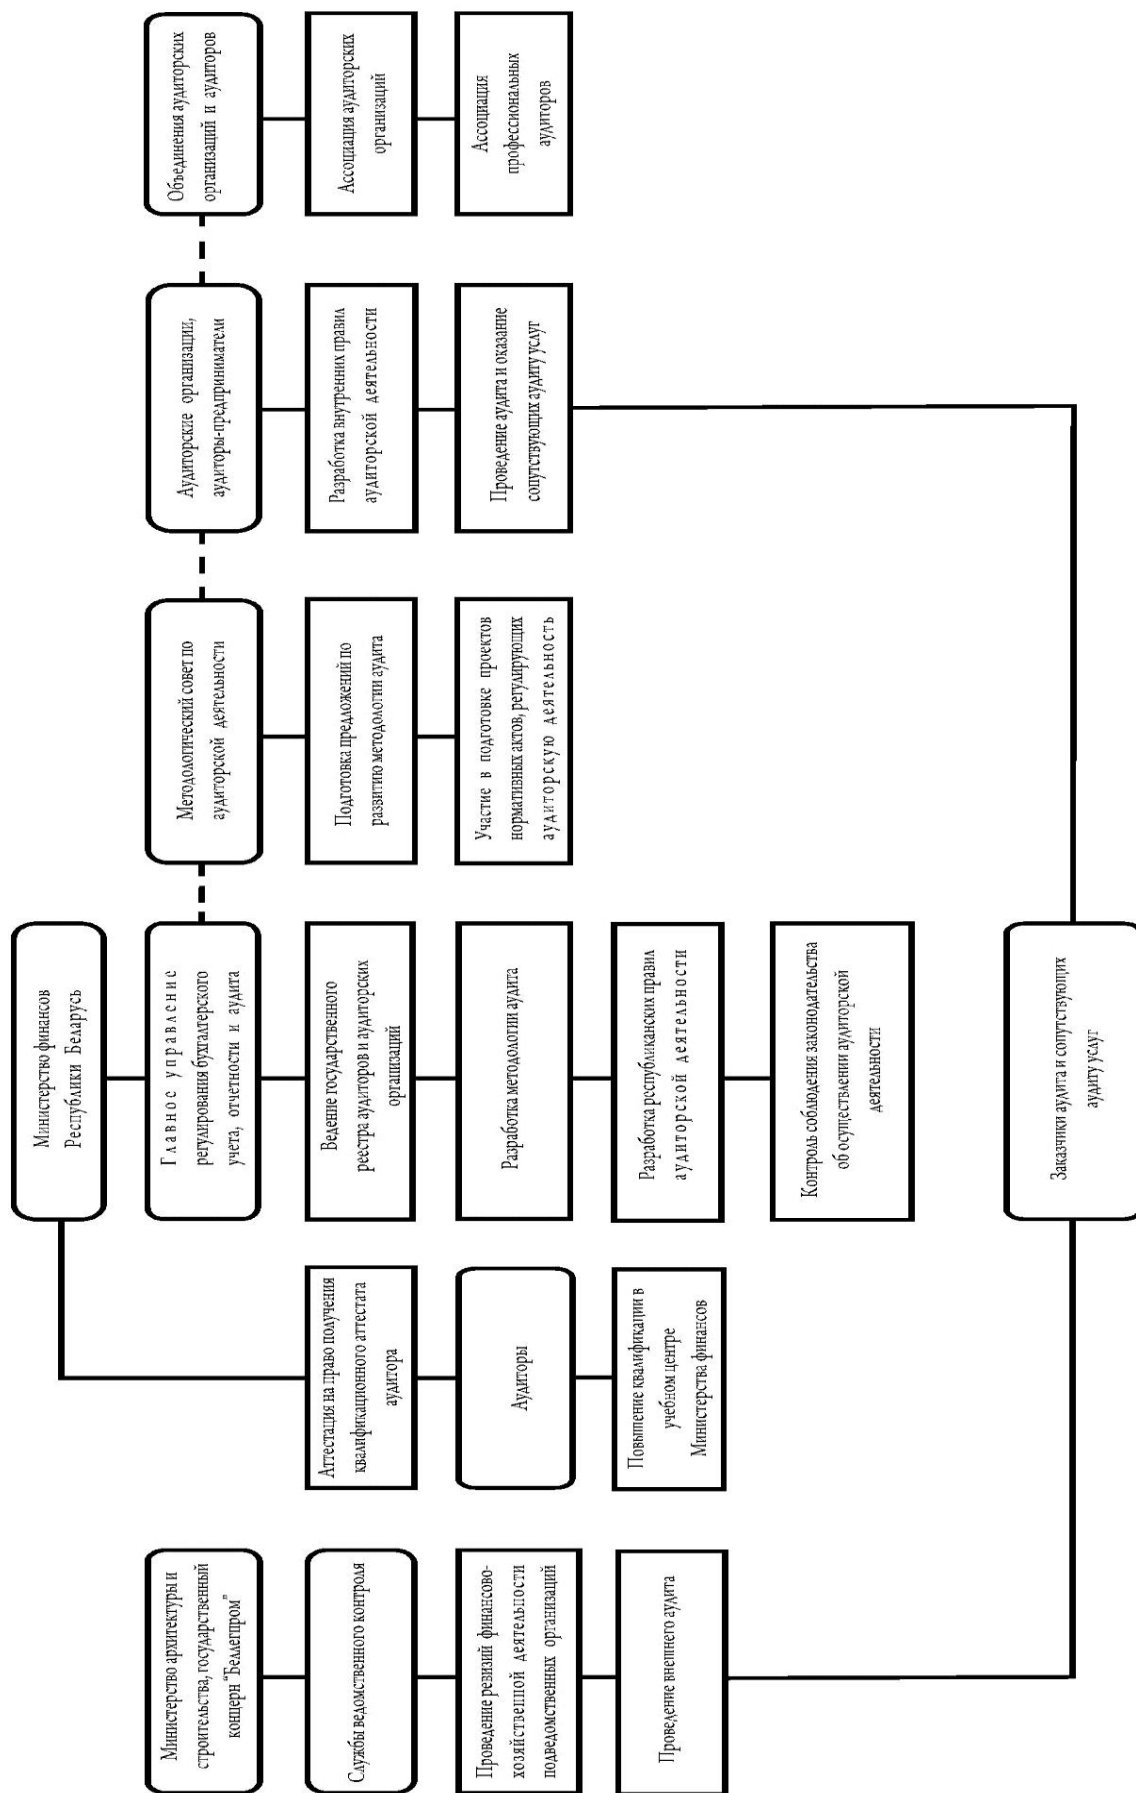 Министерство финансов
Республики Беларусь
Министерство архитектуры и
строительства, государственный
концерн “Беллегпром”
Главное управление
регулирования бухгалтерского
учета, отчетности и аудита
Методологический совет по
аудиторской деятельности
Аудиторские организации,
аудиторы-предприниматели
Объединения аудиторских
организаций и аудиторов
Службы ведомственного контроля
Аттестация на право получения
квалификационного аттестата
аудитора
Ведение государственного
реестра аудиторов и аудиторских
организаций
Подготовка предложений по
развитию методологии аудита
Разработка внутренних правил
аудиторской деятельности
Ассоциация аудиторских
организаций
Проведение ревизий финансово-
хозяйственной деятельности
подведомственных организаций
Аудиторы
Разработка методологии аудита
Участие в подготовке проектов
нормативных актов, регулирующих
аудиторскую деятельность
Проведение аудита и оказание
сопутствующих аудиту услуг
Ассоциация
профессиональных
аудиторов
Проведение внешнего аудита
Повышение квалификации в
учебном центре
Министерства финансов
Разработка республиканских правил
аудиторской деятельности
Контроль соблюдения законодательства
об осуществлении аудиторской
деятельности
Заказчики аудита и сопутствующих
аудиту услуг